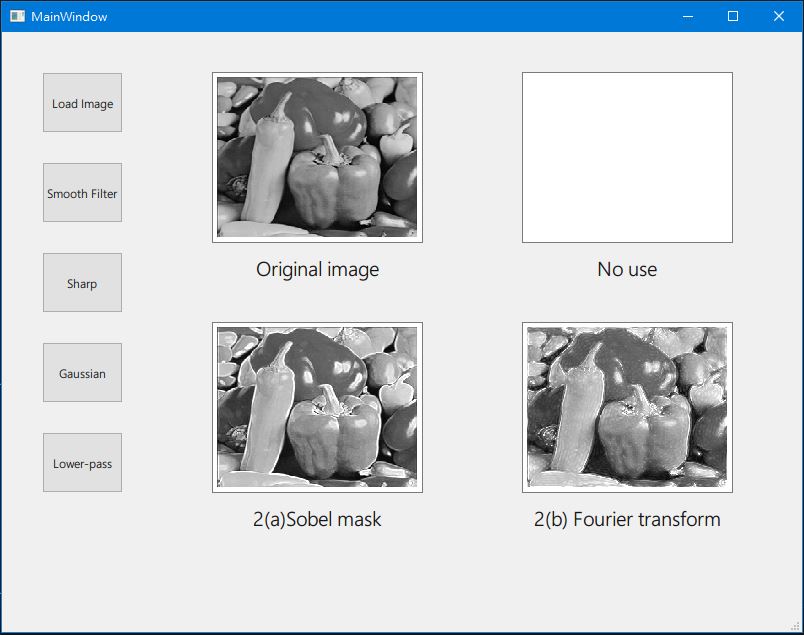 MainWindow
Load Image
Smooth Filter
Sharp
Gaussian
Lower-pass
Original image
No use
2(a)Sobel mask
2(b) Fourier transform